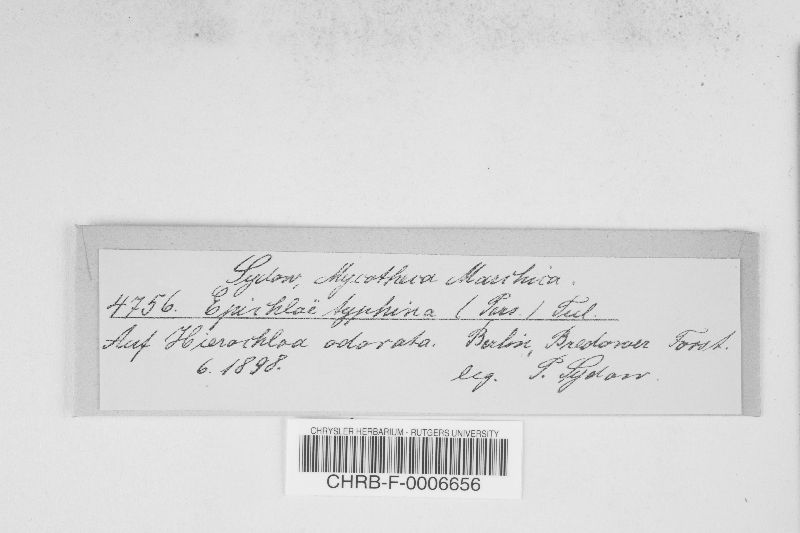 Sydow, Mycotheca Marchica.
4756. Epichloë typhina (Pers.) Tul.
Auf Hierochloa odorata. Berlin, Bredower Forst.
6. 1898. leg. P. Sydow.
CHRYSLER HERBARIUM - RUTGERS UNIVERSITY
CHRB-F-0006656